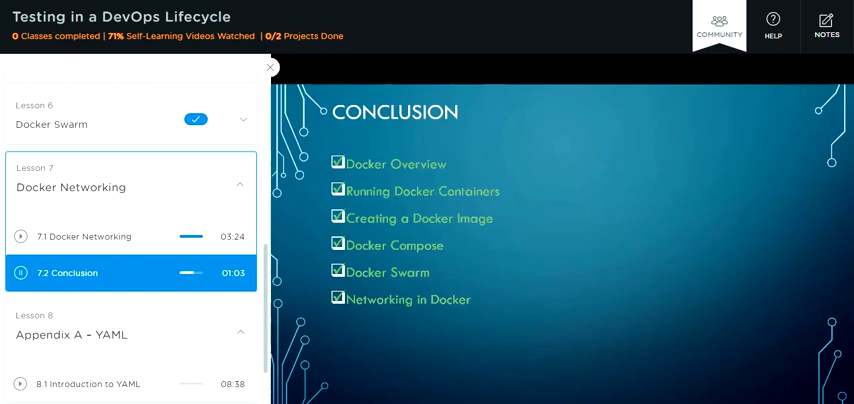 Testing in a DevOps Lifecycle
0 Classes completed | 71% Self-Learning Videos Watched | 0/2 Projects Done
COMMUNITY
HELP
NOTES
Lesson 6
Docker Swarm
Lesson 7
Docker Networking
7.1 Docker Networking 03:24
7.2 Conclusion 01:03
Lesson 8
Appendix A – YAML
8.1 Introduction to YAML 08:38
CONCLUSION
Docker Overview
Running Docker Containers
Creating a Docker Image
Docker Compose
Docker Swarm
Networking in Docker